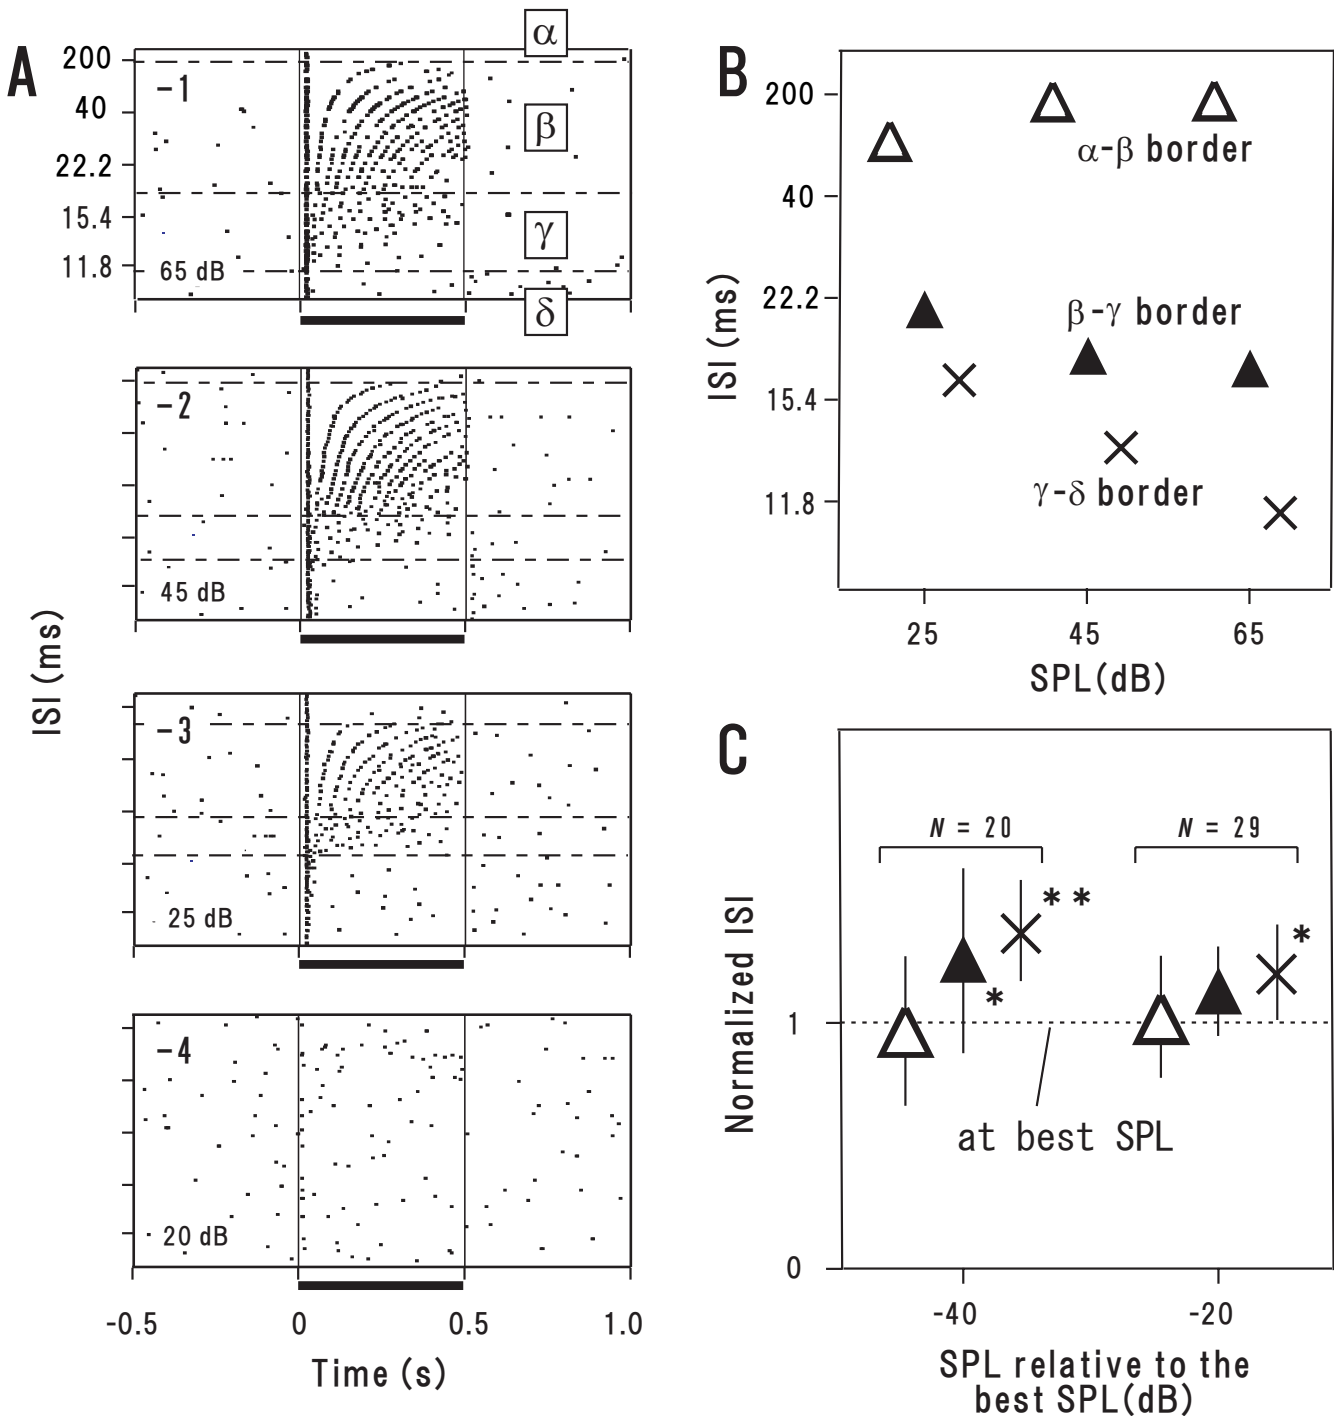 A
α
200
-1
40
β
22.2
15.4
γ
11.8
65 dB
δ
-2
45 dB
ISI (ms)
-3
25 dB
-4
20 dB
-0.5 0 0.5 1.0
Time (s)
B
200
α-β border
40
22.2
β-γ border
ISI (ms)
15.4
γ-δ border
11.8
25 45 65
SPL(dB)
C
N = 20 N = 29
* *
*
*
Normalized ISI
1
at best SPL
0
-40 -20
SPL relative to the
best SPL(dB)